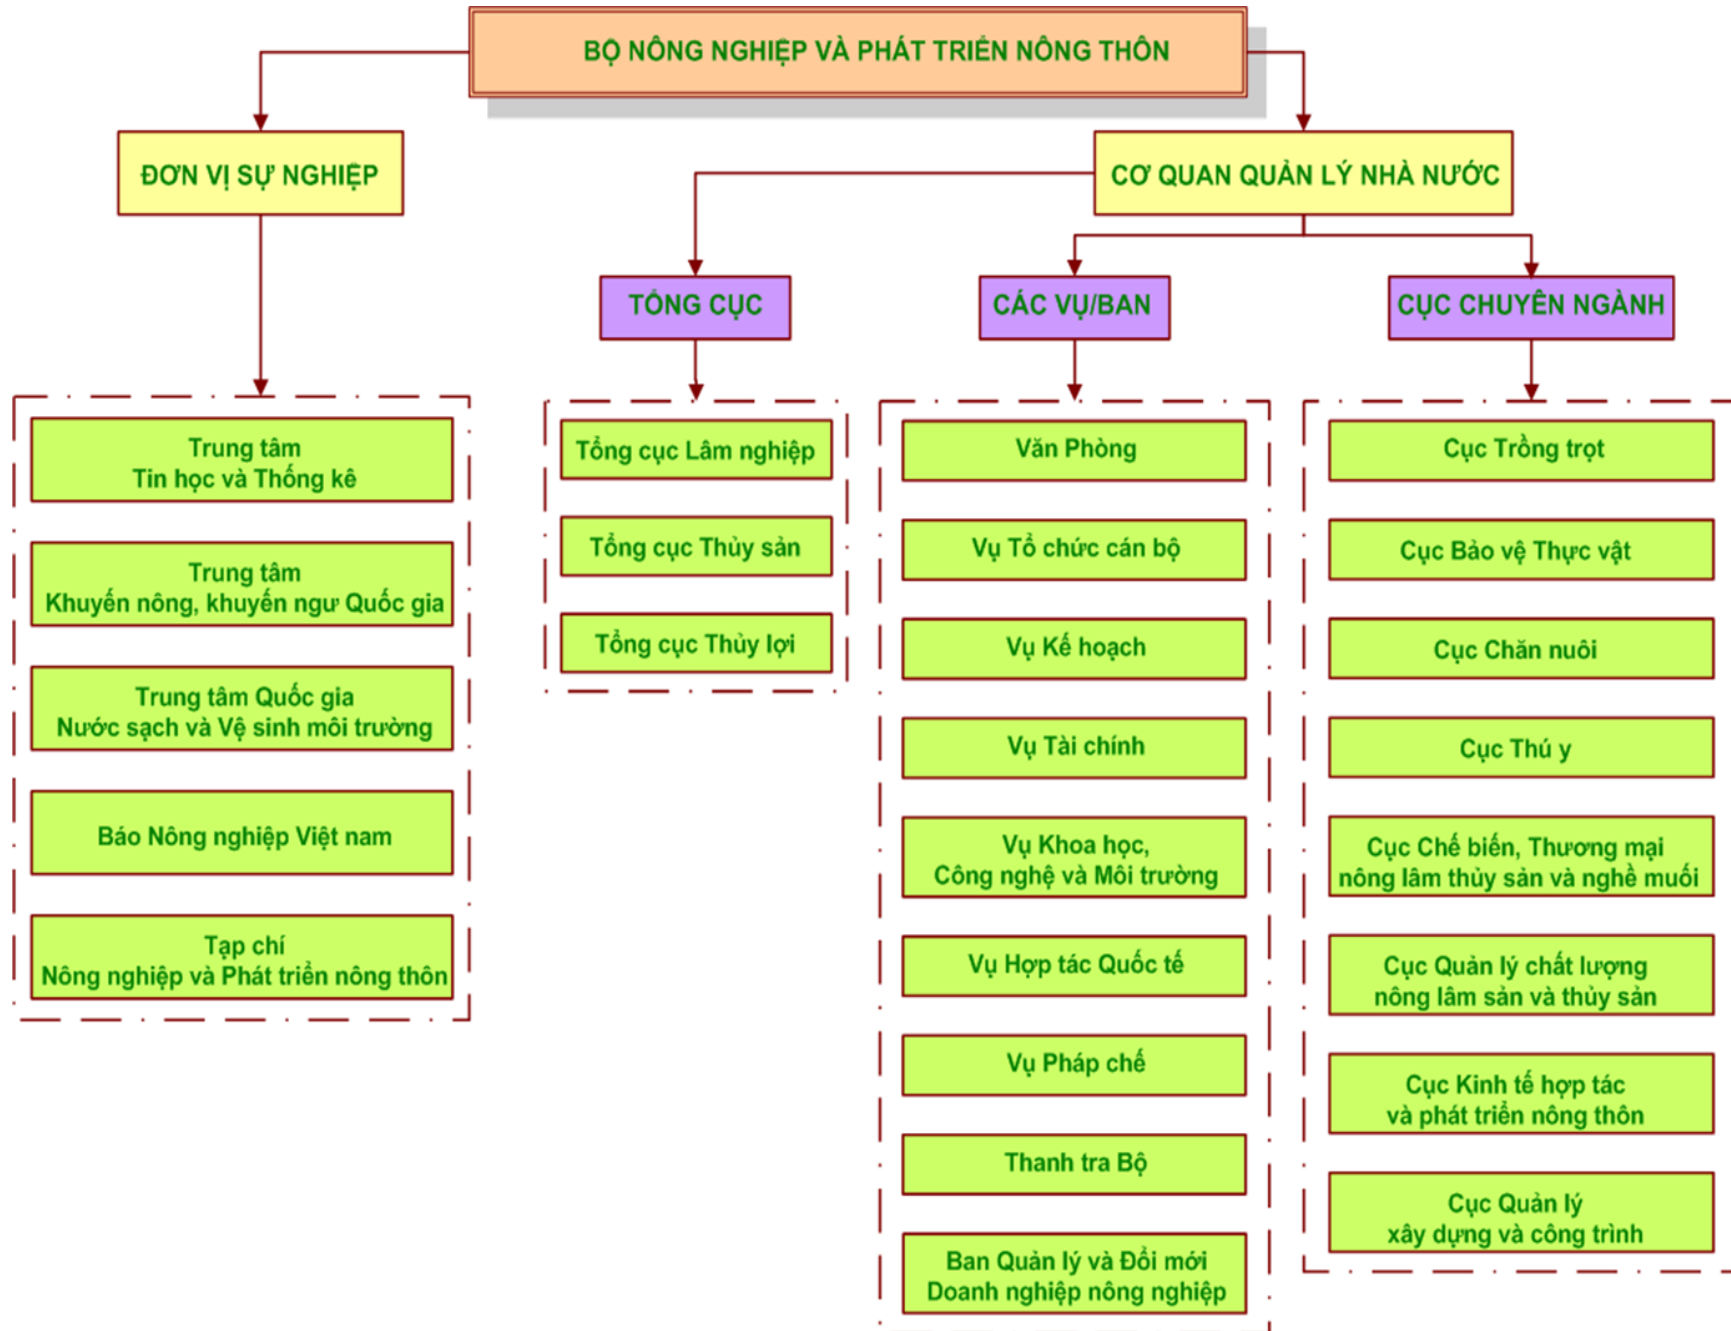 BỘ NÔNG NGHIỆP VÀ PHÁT TRIỂN NÔNG THÔN
ĐƠN VỊ SỰ NGHIỆP
CƠ QUAN QUẢN LÝ NHÀ NƯỚC
TỔNG CỤC
CÁC VỤ/BAN
CỤC CHUYÊN NGÀNH
Trung tâm
Tin học và Thống kê
Trung tâm
Khuyến nông, khuyến ngư Quốc gia
Trung tâm Quốc gia
Nước sạch và Vệ sinh môi trường
Báo Nông nghiệp Việt nam
Tạp chí
Nông nghiệp và Phát triển nông thôn
Tổng cục Lâm nghiệp
Tổng cục Thủy sản
Tổng cục Thủy lợi
Văn Phòng
Vụ Tổ chức cán bộ
Vụ Kế hoạch
Vụ Tài chính
Vụ Khoa học,
Công nghệ và Môi trường
Vụ Hợp tác Quốc tế
Vụ Pháp chế
Thanh tra Bộ
Ban Quản lý và Đổi mới
Doanh nghiệp nông nghiệp
Cục Trồng trọt
Cục Bảo vệ Thực vật
Cục Chăn nuôi
Cục Thú y
Cục Chế biến, Thương mại
nông lâm thủy sản và nghề muối
Cục Quản lý chất lượng
nông lâm sản và thủy sản
Cục Kinh tế hợp tác
và phát triển nông thôn
Cục Quản lý
xây dựng và công trình